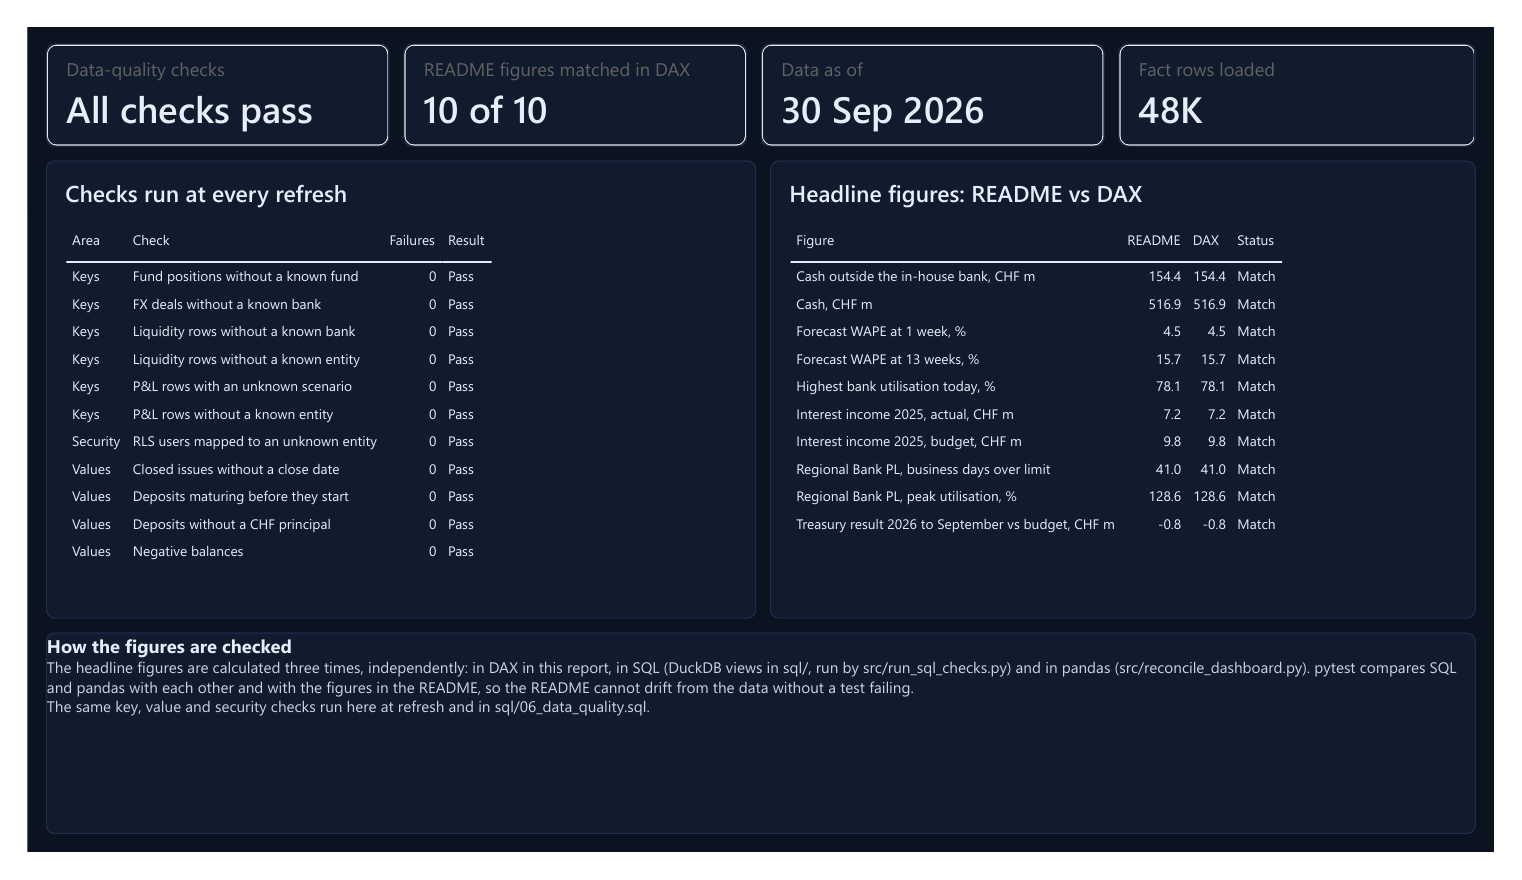 Data-quality checks
All checks pass
README figures matched in DAX
10 of 10
Data as of
30 Sep 2026
Fact rows loaded
48K
Checks run at every refresh
Area Check Failures Result
Keys Fund positions without a known fund 0 Pass
Keys FX deals without a known bank 0 Pass
Keys Liquidity rows without a known bank 0 Pass
Keys Liquidity rows without a known entity 0 Pass
Keys P&L rows with an unknown scenario 0 Pass
Keys P&L rows without a known entity 0 Pass
Security RLS users mapped to an unknown entity 0 Pass
Values Closed issues without a close date 0 Pass
Values Deposits maturing before they start 0 Pass
Values Deposits without a CHF principal 0 Pass
Values Negative balances 0 Pass
Headline figures: README vs DAX
Figure README DAX Status
Cash outside the in-house bank, CHF m 154.4 154.4 Match
Cash, CHF m 516.9 516.9 Match
Forecast WAPE at 1 week, % 4.5 4.5 Match
Forecast WAPE at 13 weeks, % 15.7 15.7 Match
Highest bank utilisation today, % 78.1 78.1 Match
Interest income 2025, actual, CHF m 7.2 7.2 Match
Interest income 2025, budget, CHF m 9.8 9.8 Match
Regional Bank PL, business days over limit 41.0 41.0 Match
Regional Bank PL, peak utilisation, % 128.6 128.6 Match
Treasury result 2026 to September vs budget, CHF m -0.8 -0.8 Match
How the figures are checked
The headline figures are calculated three times, independently: in DAX in this report, in SQL (DuckDB views in sql/, run by src/run_sql_checks.py) and in pandas (src/reconcile_dashboard.py). pytest compares SQL
and pandas with each other and with the figures in the README, so the README cannot drift from the data without a test failing.
The same key, value and security checks run here at refresh and in sql/06_data_quality.sql.